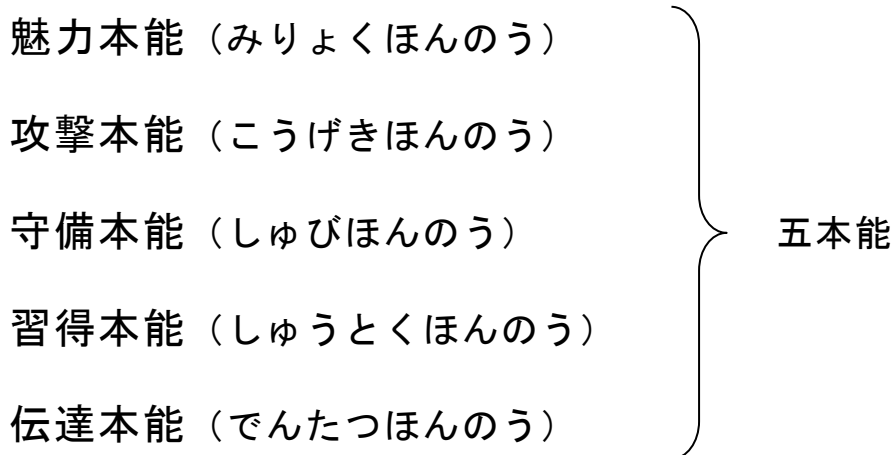 魅力本能（みりょくほんのう）
攻撃本能（こうげきほんのう）
守備本能（しゅびほんのう）
習得本能（しゅうとくほんのう）
伝達本能（でんたつほんのう）
五本能